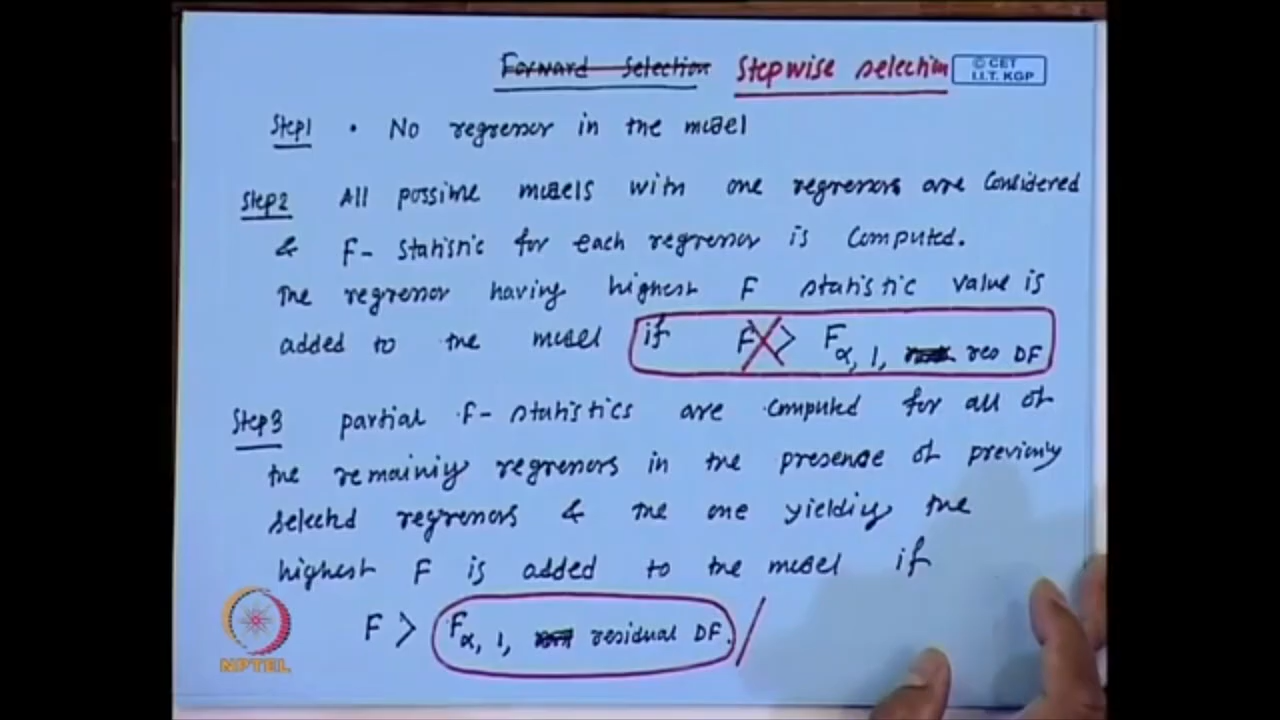 Forward Selection Stepwise selection © CET I.I.T. KGP
Step1 • No regressor in the model
Step2 All possible models with one regressors are considered
& F- Statistic for each regressor is computed.
The regressor having highest F statistic value is
added to the model if F > F α, 1, res DF
Step3 partial F- statistics are computed for all of
the remaining regressors in the presence of previously
selected regressors & the one yielding the
highest F is added to the model if
F > F α, 1, residual DF.
NPTEL